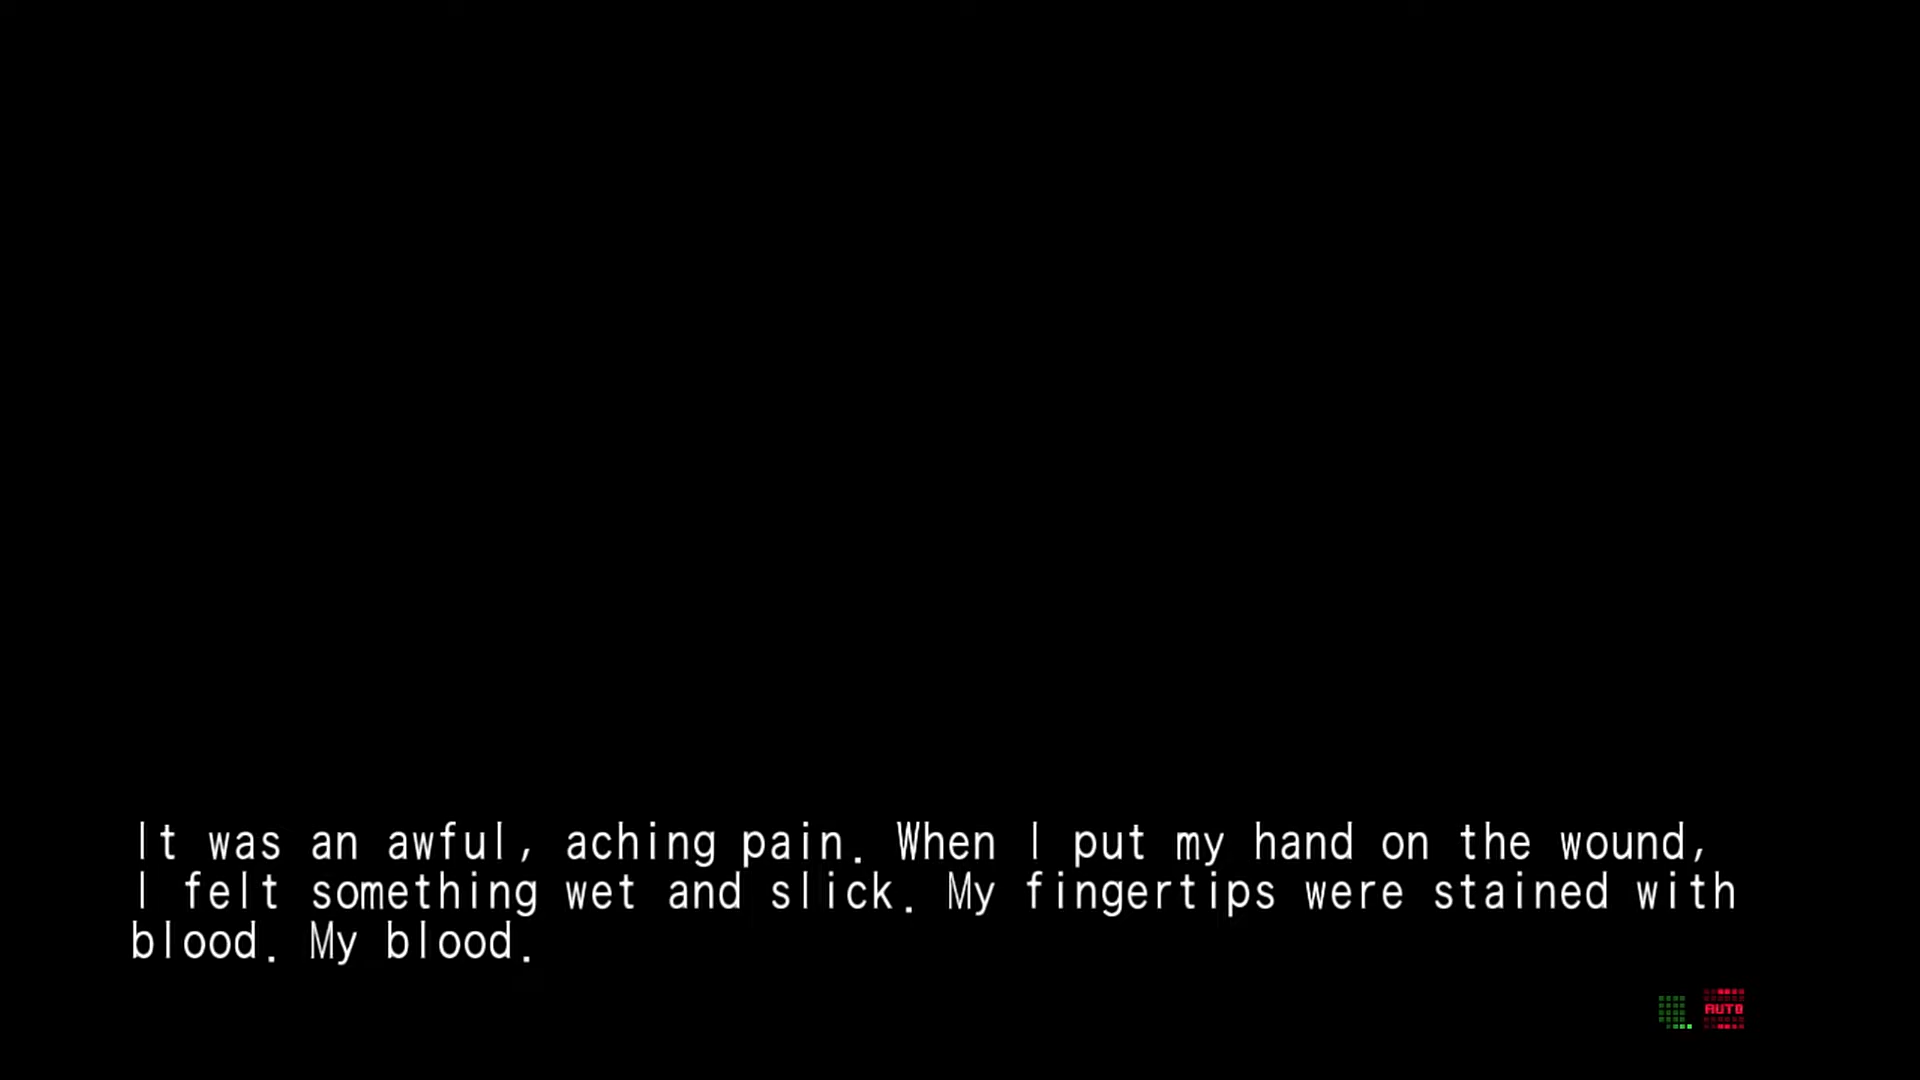 It was an awful, aching pain. When I put my hand on the wound,
I felt something wet and slick. My fingertips were stained with
blood. My blood.
AUTO